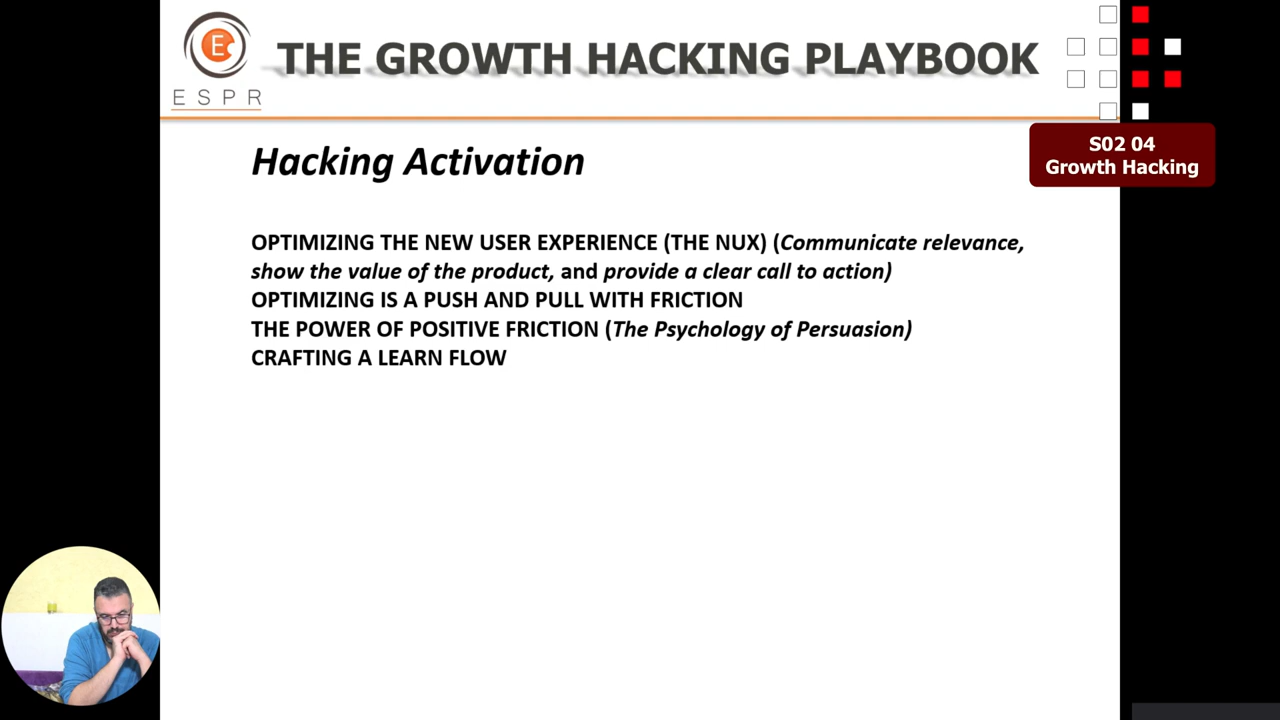 E
ESPR
THE GROWTH HACKING PLAYBOOK
S02 04
Growth Hacking
Hacking Activation
OPTIMIZING THE NEW USER EXPERIENCE (THE NUX) (Communicate relevance,
show the value of the product, and provide a clear call to action)
OPTIMIZING IS A PUSH AND PULL WITH FRICTION
THE POWER OF POSITIVE FRICTION (The Psychology of Persuasion)
CRAFTING A LEARN FLOW